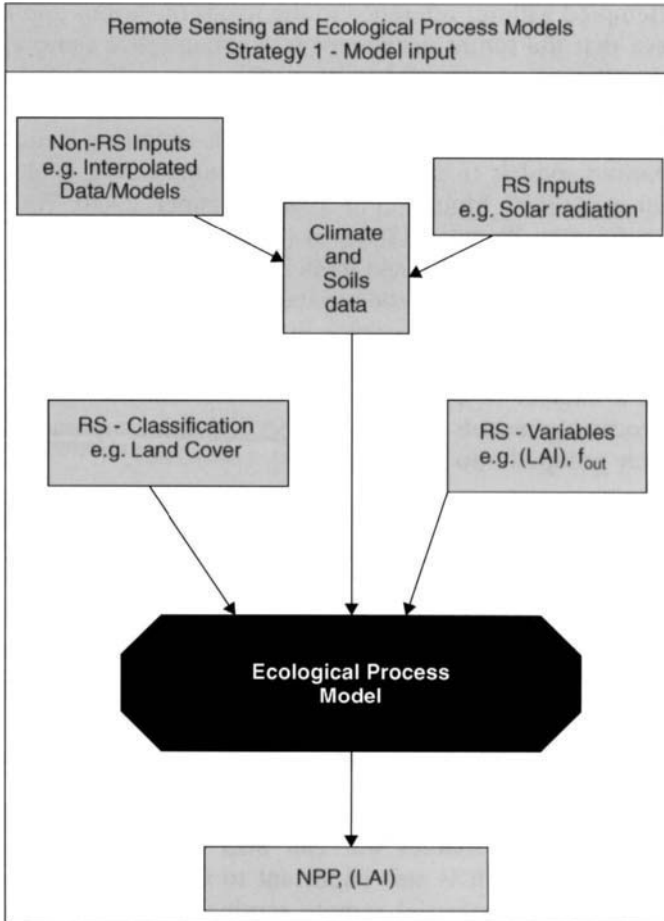 Remote Sensing and Ecological Process Models
Strategy 1 - Model input
Non-RS Inputs
e.g. Interpolated
Data/Models
RS Inputs
e.g. Solar radiation
Climate
and
Soils
data
RS - Classification
e.g. Land Cover
RS - Variables
e.g. (LAI), f_out
Ecological Process
Model
NPP, (LAI)